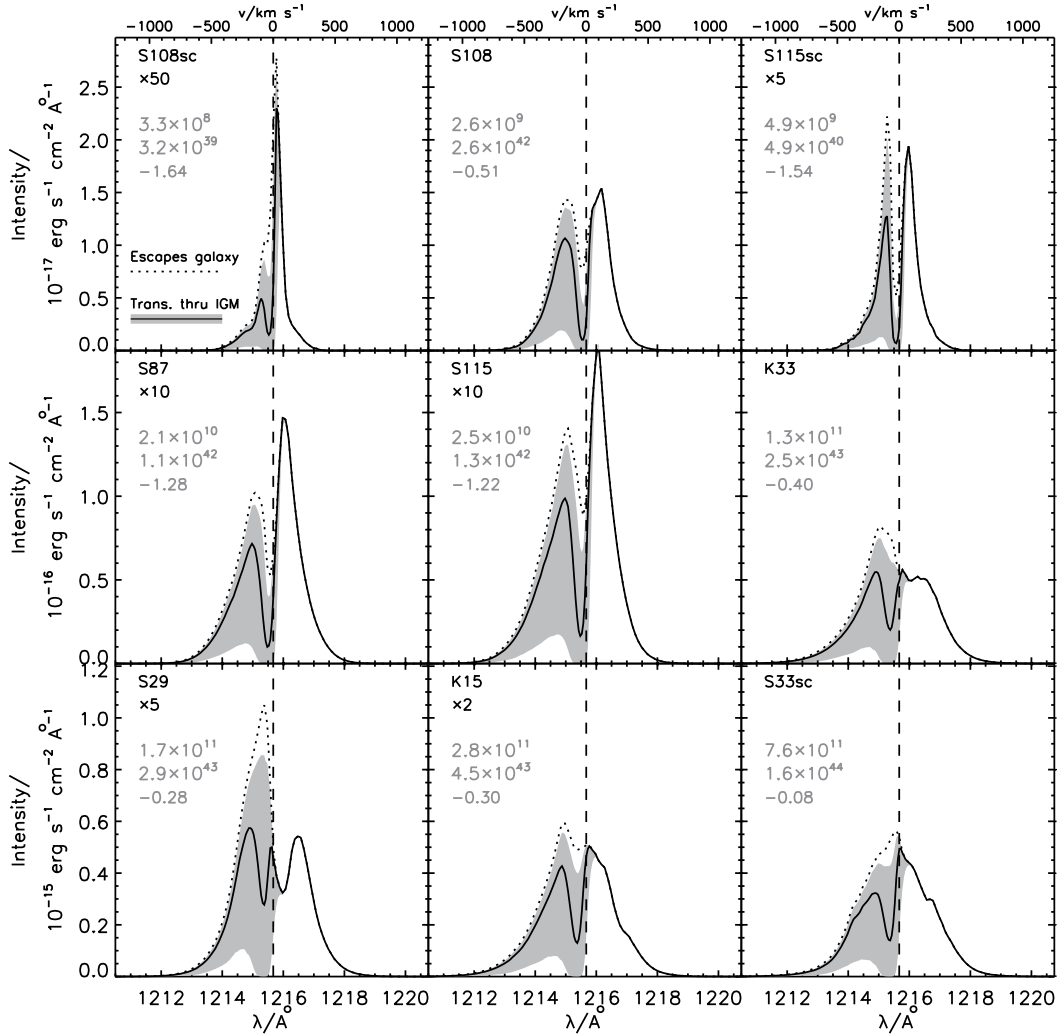 v/km s⁻¹ v/km s⁻¹ v/km s⁻¹
-1000 -500 0 500 -1000 -500 0 500 -1000 -500 0 500 1000
S108sc
×50
3.3×10⁸
3.2×10³⁹
-1.64
Escapes galaxy
Trans. thru IGM
S108
2.6×10⁹
2.6×10⁴²
-0.51
S115sc
×5
4.9×10⁹
4.9×10⁴⁰
-1.54
Intensity/
10⁻¹⁷ erg s⁻¹ cm⁻² Å⁻¹
2.5
2.0
1.5
1.0
0.5
0.0
S87
×10
2.1×10¹⁰
1.1×10⁴²
-1.28
S115
×10
2.5×10¹⁰
1.3×10⁴²
-1.22
K33
1.3×10¹¹
2.5×10⁴³
-0.40
Intensity/
10⁻¹⁶ erg s⁻¹ cm⁻² Å⁻¹
1.5
1.0
0.5
0.0
S29
×5
1.7×10¹¹
2.9×10⁴³
-0.28
K15
×2
2.8×10¹¹
4.5×10⁴³
-0.30
S33sc
7.6×10¹¹
1.6×10⁴⁴
-0.08
Intensity/
10⁻¹⁵ erg s⁻¹ cm⁻² Å⁻¹
1.2
1.0
0.8
0.6
0.4
0.2
0.0
1212 1214 1216 1218 1220 1212 1214 1216 1218 1220 1212 1214 1216 1218 1220
λ/Å λ/Å λ/Å